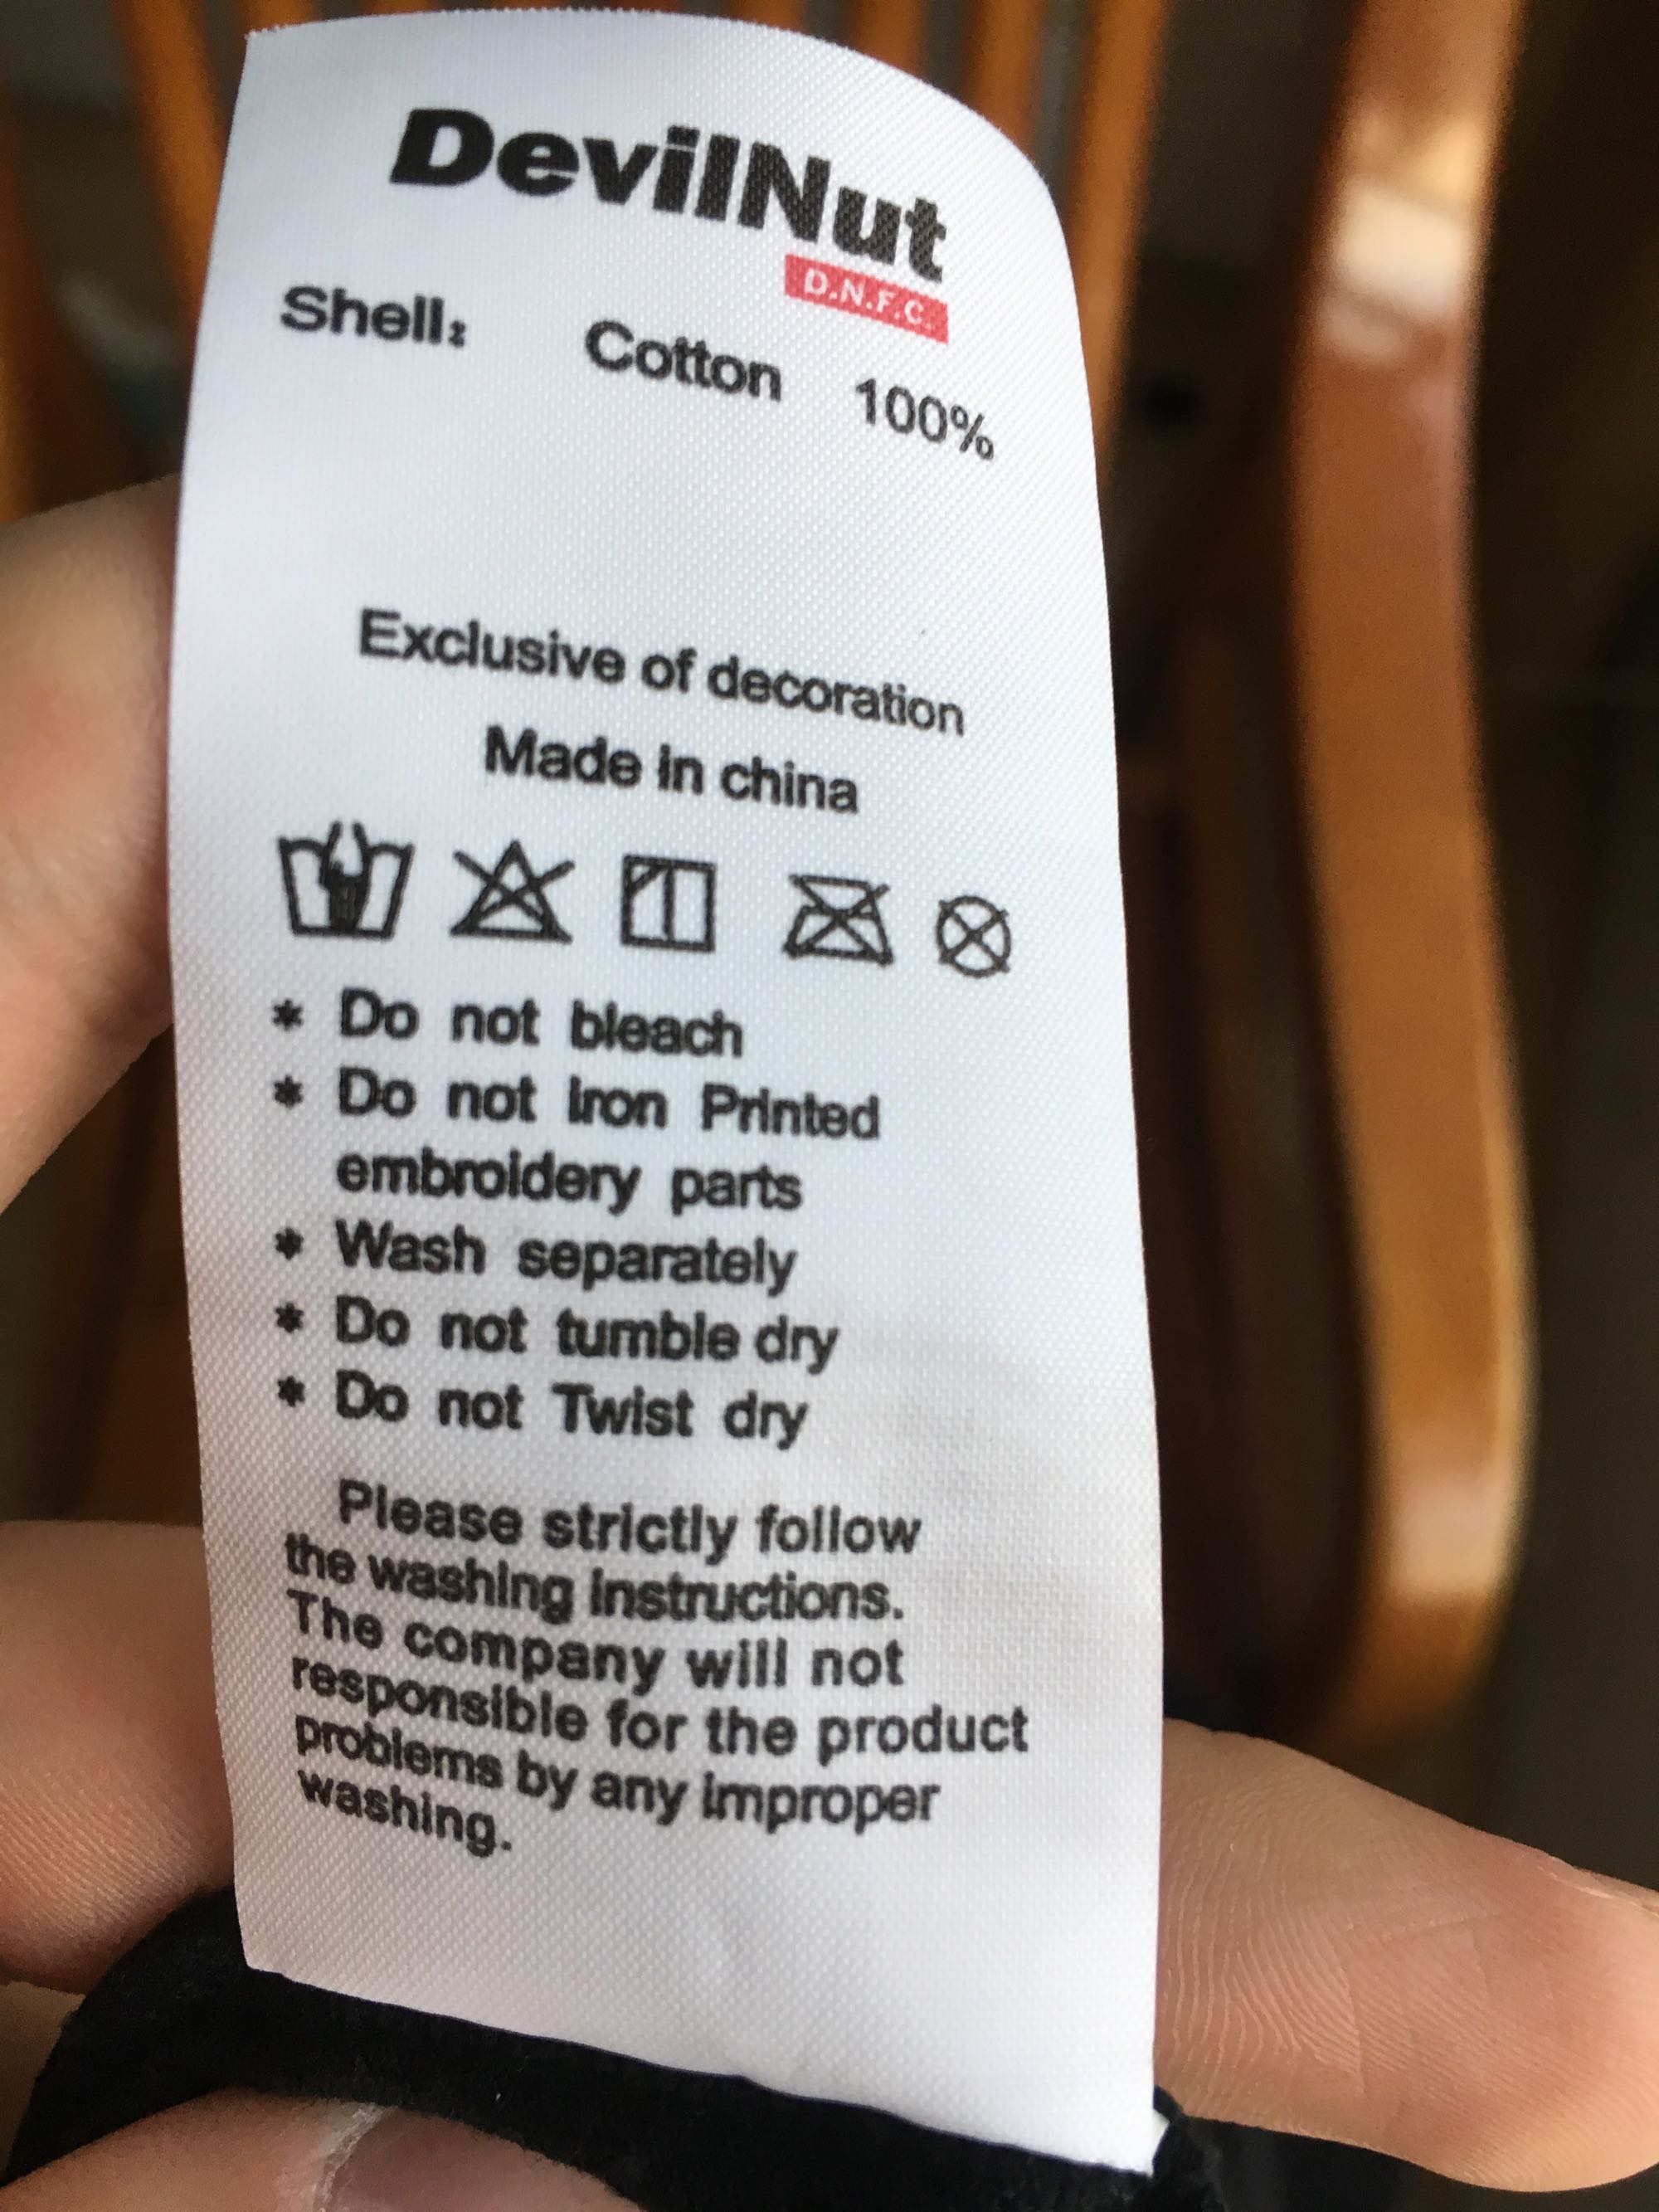 DevilNut
D.N.F.C.
Shell: Cotton 100%
Exclusive of decoration
Made in china
* Do not bleach
* Do not Iron Printed
embroidery parts
* Wash separately
* Do not tumble dry
* Do not Twist dry
Please strictly follow
the washing instructions.
The company will not
responsible for the product
problems by any improper
washing.